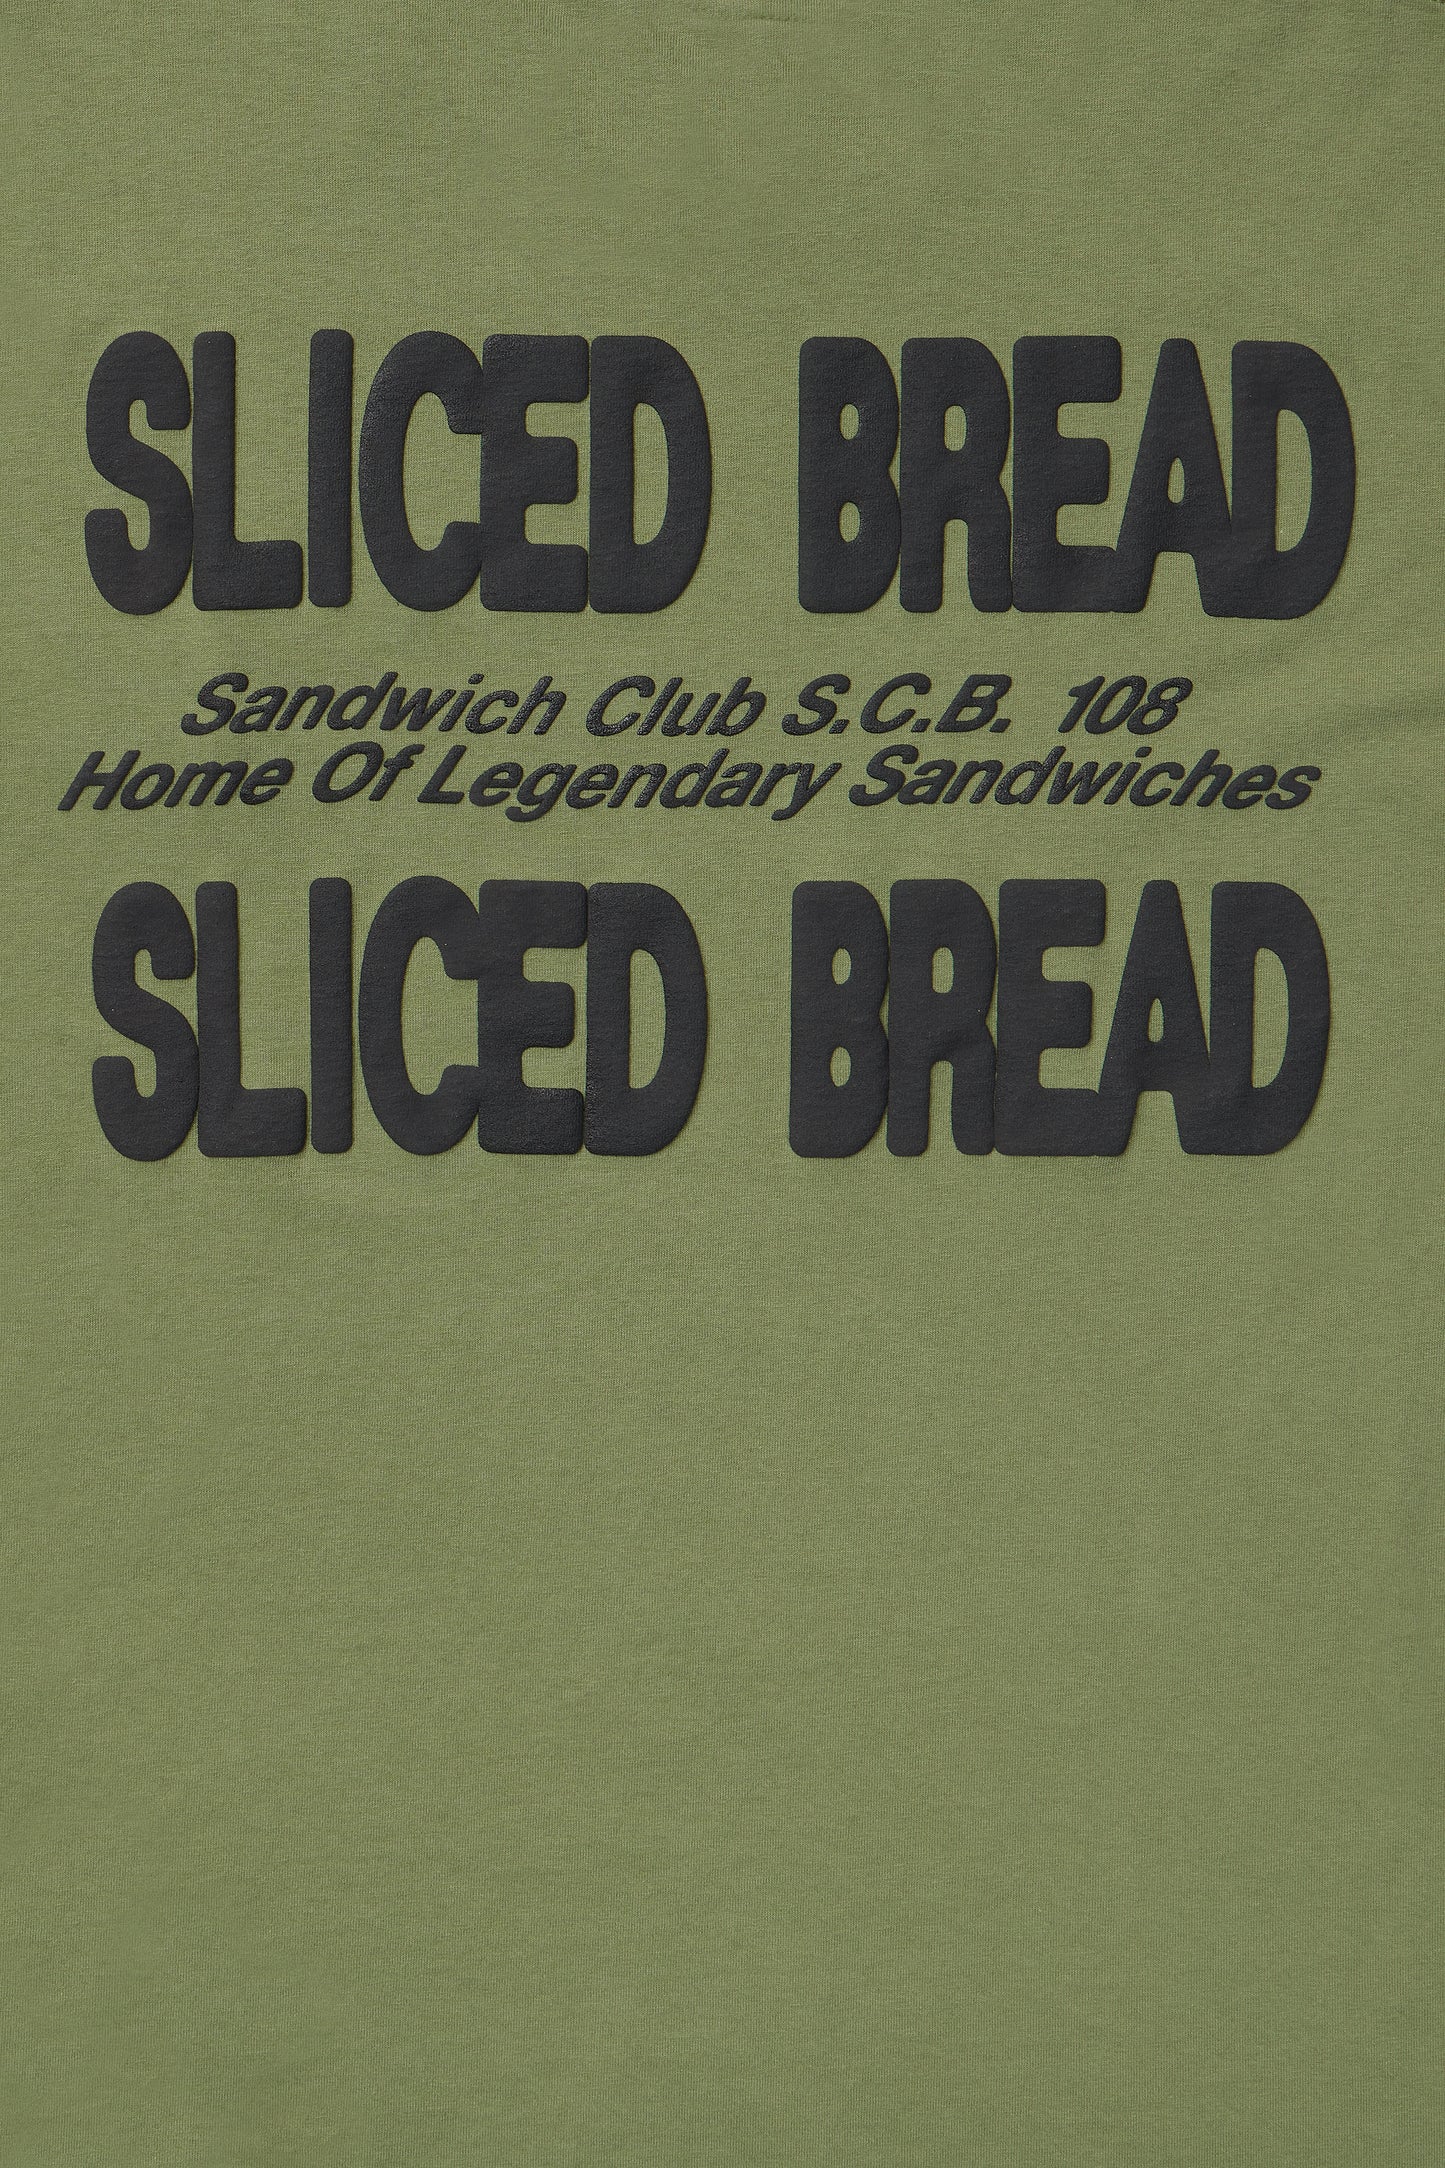 SLICED BREAD
Sandwich Club S.C.B. 108
Home Of Legendary Sandwiches
SLICED BREAD